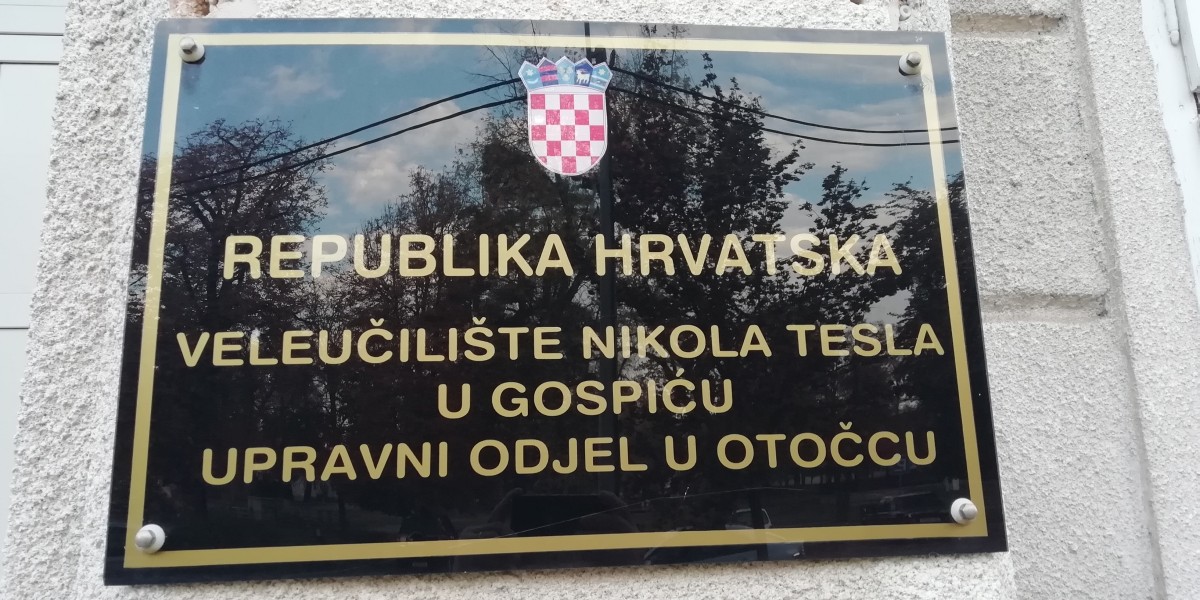 REPUBLIKA HRVATSKA
VELEUČILIŠTE NIKOLA TESLA
U GOSPIĆU
UPRAVNI ODJEL U OTOČCU